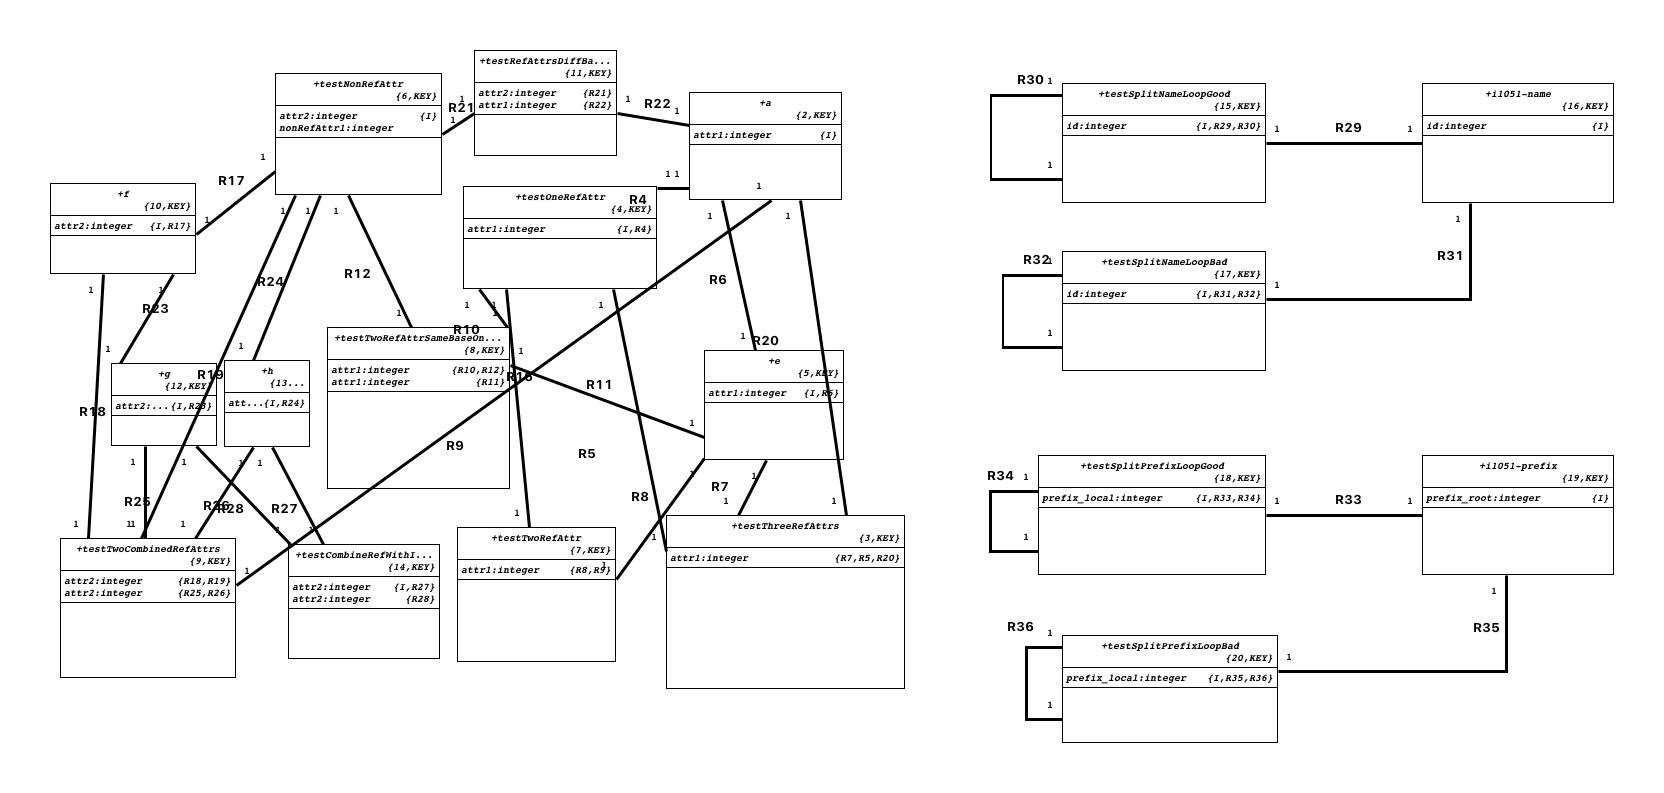 +testNonRefAttr
{6,KEY}
attr2:integer {I}
nonRefAttr1:integer
+testRefAttrsDiffBa...
{11,KEY}
attr2:integer {R21}
attr1:integer {R22}
+a
{2,KEY}
attr1:integer {I}
R21
1
1
R22
1
1
R17
1
1
+f
{10,KEY}
attr2:integer {I,R17}
+testOneRefAttr
{4,KEY}
attr1:integer {I,R4}
R4
1 1
1
1
1
1
1
1
R12
1
R24
R23
1
1
1
1
R6
1
1
1
R10
1
R20
+testTwoRefAttrSameBaseOn...
{8,KEY}
attr1:integer {R10,R12}
attr1:integer {R11}
1
+e
{5,KEY}
attr1:integer {I,R6}
+g
{12,KEY}
attr2:... {I,R23}
R19
+h
{13...
att... {I,R24}
R18
R11
1
R9
R5
1
1
1
1
1
1
R8
R7
1
1
R25
R26
R28
R27
1
11
1
1
1
1
1
1
+testTwoCombinedRefAttrs
{9,KEY}
attr2:integer {R18,R19}
attr2:integer {R25,R26}
1
+testCombineRefWithI...
{14,KEY}
attr2:integer {I,R27}
attr2:integer {R28}
+testTwoRefAttr
{7,KEY}
attr1:integer {R8,R9}
1
+testThreeRefAttrs
{3,KEY}
attr1:integer {R7,R5,R20}
R30
1
1
+testSplitNameLoopGood
{15,KEY}
id:integer {I,R29,R30}
1
R29
1
+i1051-name
{16,KEY}
id:integer {I}
1
R31
R32
1
1
+testSplitNameLoopBad
{17,KEY}
id:integer {I,R31,R32}
1
R34
1
1
+testSplitPrefixLoopGood
{18,KEY}
prefix_local:integer {I,R33,R34}
1
R33
1
+i1051-prefix
{19,KEY}
prefix_root:integer {I}
1
R35
R36
1
1
+testSplitPrefixLoopBad
{20,KEY}
prefix_local:integer {I,R35,R36}
1